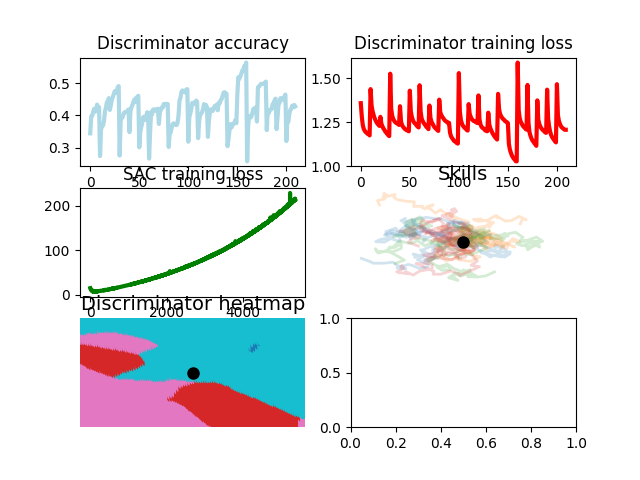 Discriminator accuracy
Discriminator training loss
0.5
0.4
0.3
0 50 100 150 200
1.50
1.25
1.00
0 50 100 150 200
SAC training loss
Skills
200
100
0
0 2000 4000
Discriminator heatmap
1.0
0.5
0.0
0.0 0.2 0.4 0.6 0.8 1.0